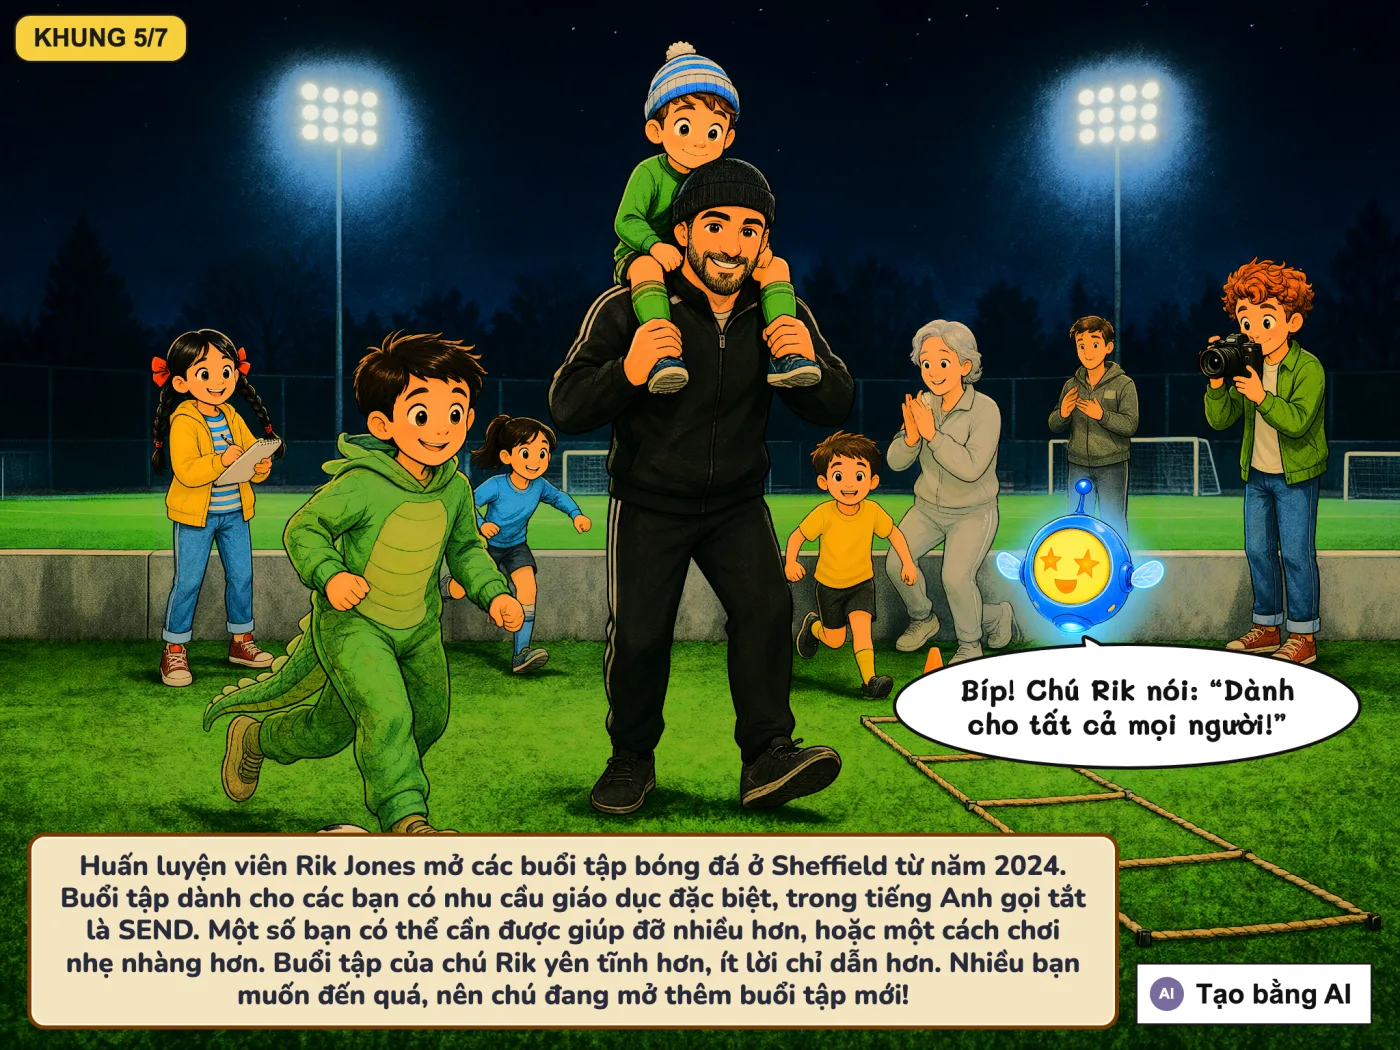 KHUNG 5/7
Bíp! Chú Rik nói: “Dành
cho tất cả mọi người!”
Huấn luyện viên Rik Jones mở các buổi tập bóng đá ở Sheffield từ năm 2024.
Buổi tập dành cho các bạn có nhu cầu giáo dục đặc biệt, trong tiếng Anh gọi tắt
là SEND. Một số bạn có thể cần được giúp đỡ nhiều hơn, hoặc một cách chơi
nhẹ nhàng hơn. Buổi tập của chú Rik yên tĩnh hơn, ít lời chỉ dẫn hơn. Nhiều bạn
muốn đến quá, nên chú đang mở thêm buổi tập mới!
AI Tạo bằng AI